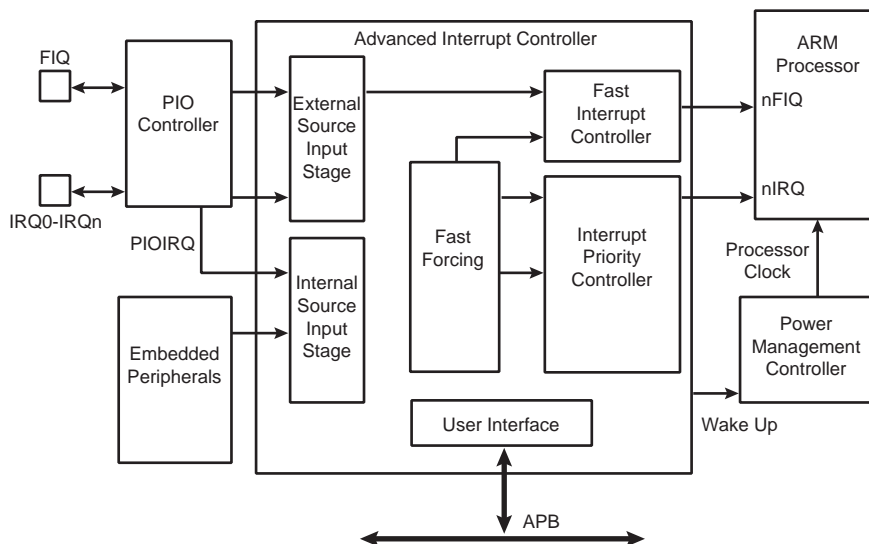 Advanced Interrupt Controller
FIQ
PIO
Controller
External
Source
Input
Stage
Fast
Interrupt
Controller
ARM
Processor
nFIQ
IRQ0-IRQn
PIOIRQ
Fast
Forcing
Interrupt
Priority
Controller
nIRQ
Internal
Source
Input
Stage
Processor
Clock
Embedded
Peripherals
Power
Management
Controller
User Interface
Wake Up
APB